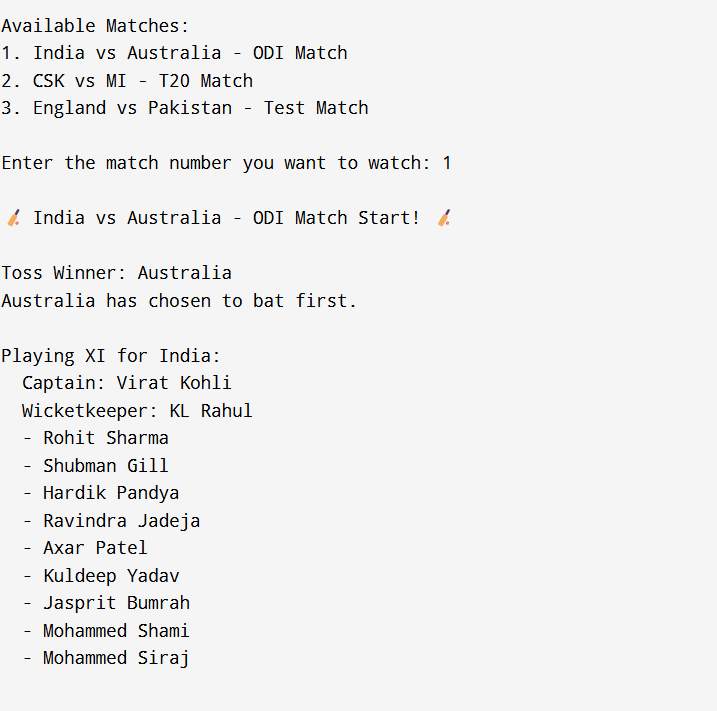 Available Matches:
1. India vs Australia - ODI Match
2. CSK vs MI - T20 Match
3. England vs Pakistan - Test Match
Enter the match number you want to watch: 1
🏏 India vs Australia - ODI Match Start! 🏏
Toss Winner: Australia
Australia has chosen to bat first.
Playing XI for India:
Captain: Virat Kohli
Wicketkeeper: KL Rahul
- Rohit Sharma
- Shubman Gill
- Hardik Pandya
- Ravindra Jadeja
- Axar Patel
- Kuldeep Yadav
- Jasprit Bumrah
- Mohammed Shami
- Mohammed Siraj